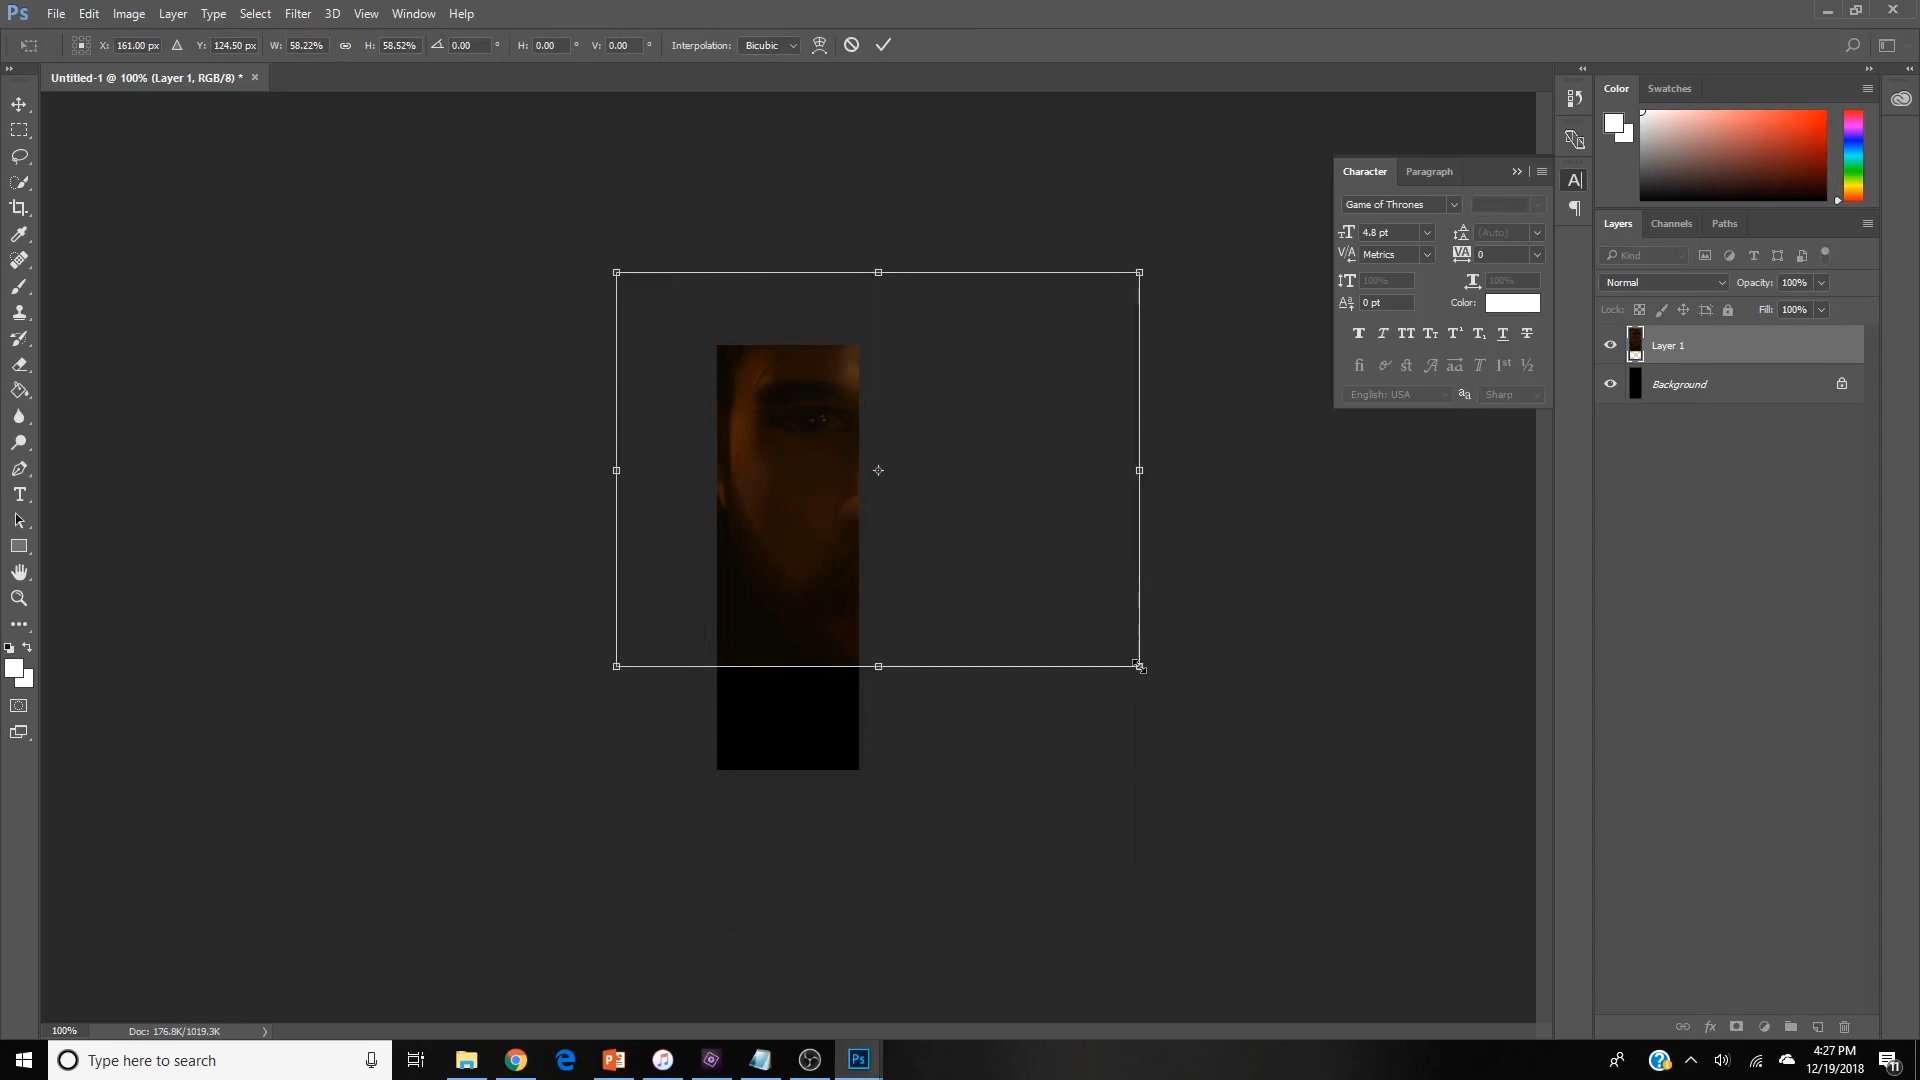 Ps File Edit Image Layer Type Select Filter 3D View Window Help
X: 161.00 px Y: 124.50 px W: 58.22% H: 58.52% 0.00 ° H: 0.00 ° V: 0.00 ° Interpolation: Bicubic
Untitled-1 @ 100% (Layer 1, RGB/8) *
Color Swatches
Character Paragraph
Game of Thrones
4.8 pt (Auto)
Metrics 0
100% 100%
0 pt Color:
English: USA Sharp
Layers Channels Paths
Kind
Normal Opacity: 100%
Lock: Fill: 100%
Layer 1
Background
100% Doc: 176.8K/1019.3K
Type here to search
4:27 PM
12/19/2018
11